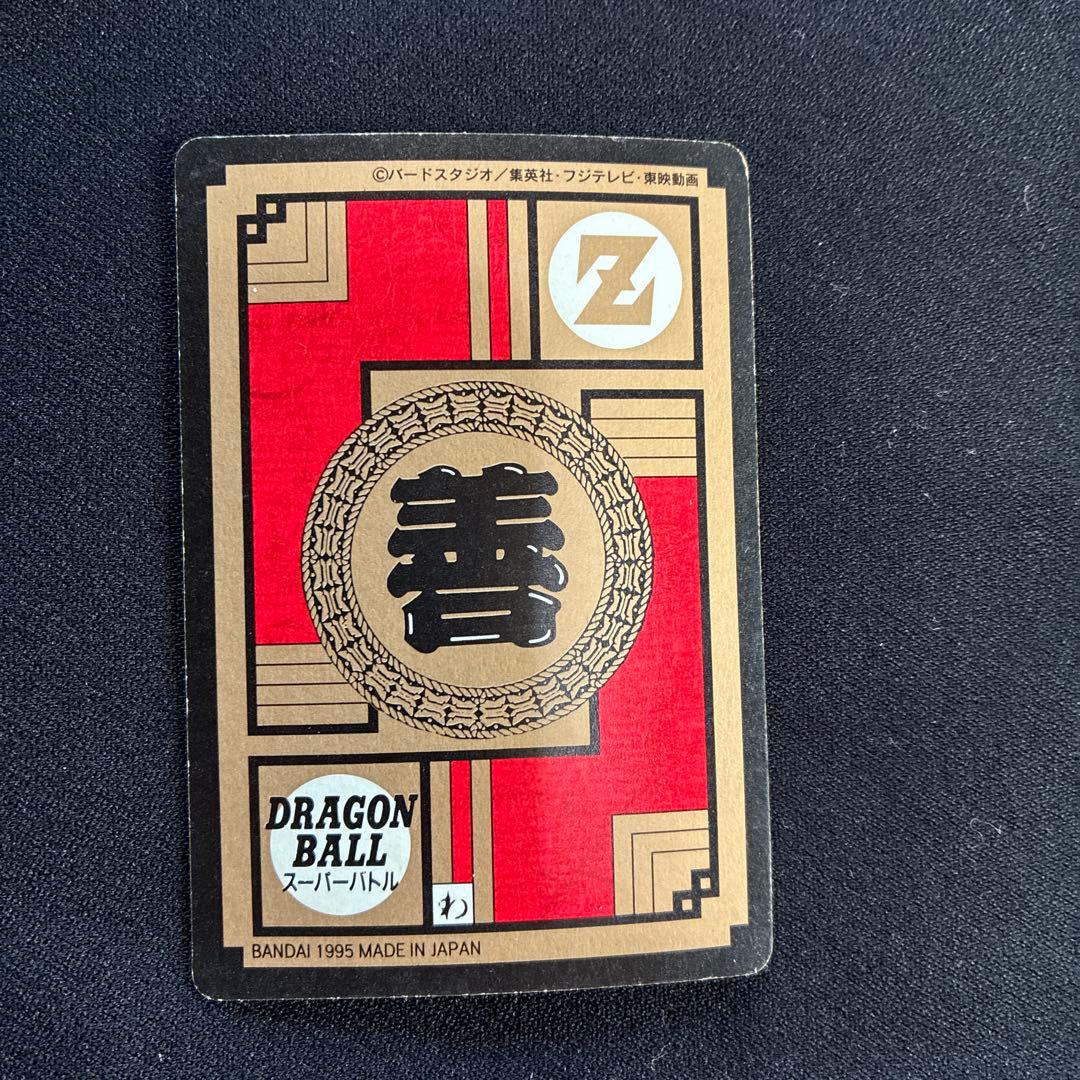 ©バードスタジオ／集英社・フジテレビ・東映動画
Z
善
DRAGON
BALL
スーパーバトル
わ
BANDAI 1995 MADE IN JAPAN